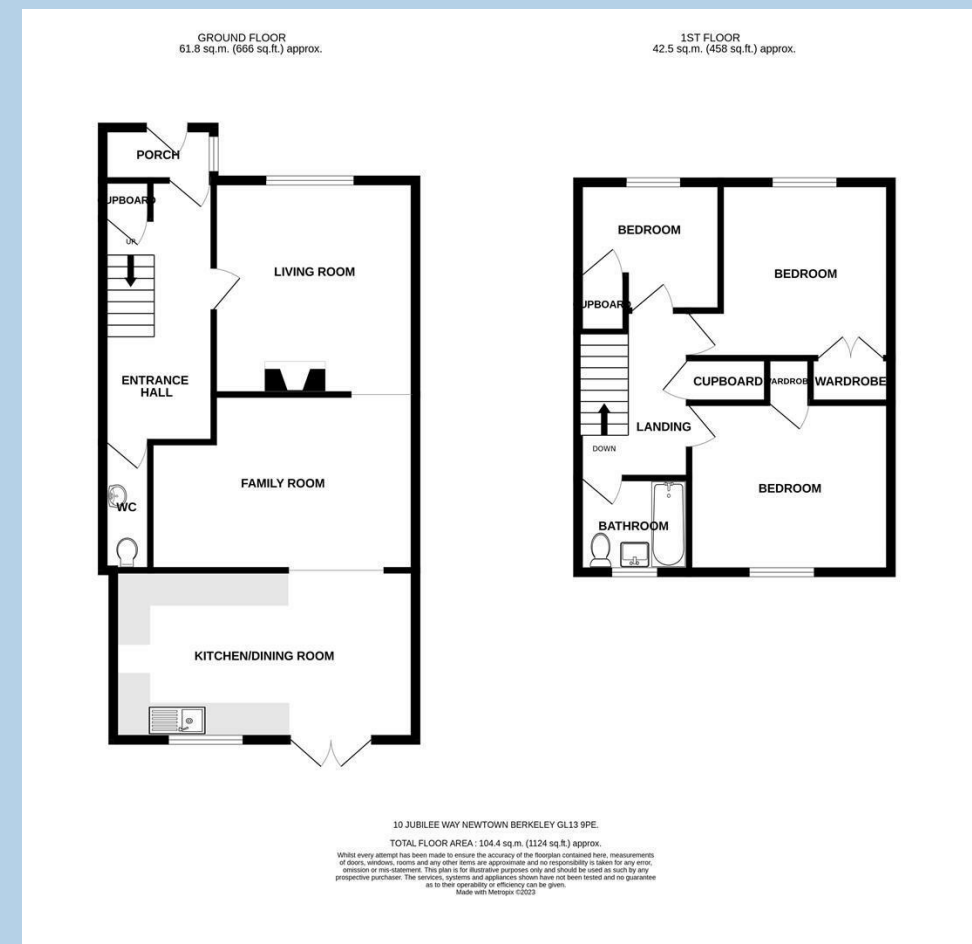 GROUND FLOOR
61.8 sq.m. (666 sq.ft.) approx.
1ST FLOOR
42.5 sq.m. (458 sq.ft.) approx.
PORCH
CUPBOARD
UP
LIVING ROOM
ENTRANCE
HALL
FAMILY ROOM
WC
KITCHEN/DINING ROOM
BEDROOM
BEDROOM
CUPBOARD
CUPBOARD
WARDROBE
WARDROBE
LANDING
DOWN
BEDROOM
BATHROOM
10 JUBILEE WAY NEWTOWN BERKELEY GL13 9PE.
TOTAL FLOOR AREA : 104.4 sq.m. (1124 sq.ft.) approx.
Whilst every attempt has been made to ensure the accuracy of the floorplan contained here, measurements
of doors, windows, rooms and any other items are approximate and no responsibility is taken for any error,
omission or mis-statement. This plan is for illustrative purposes only and should be used as such by any
prospective purchaser. The services, systems and appliances shown have not been tested and no guarantee
as to their operability or efficiency can be given.
Made with Metropix ©2023